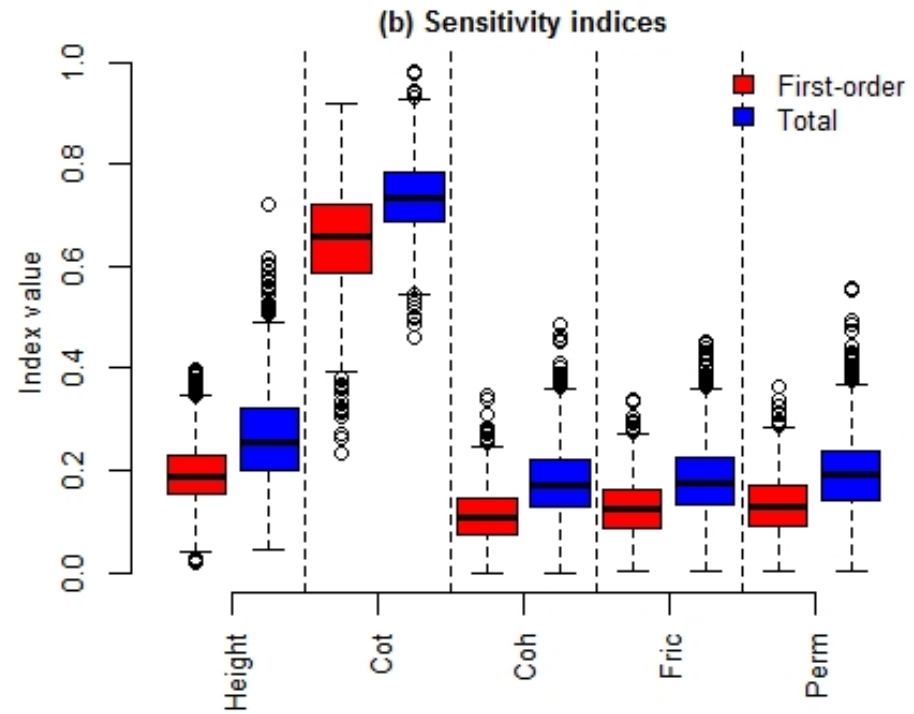 (b) Sensitivity indices
First-order
Total
Index value
1.0
0.8
0.6
0.4
0.2
0.0
Height
Cot
Coh
Fric
Perm